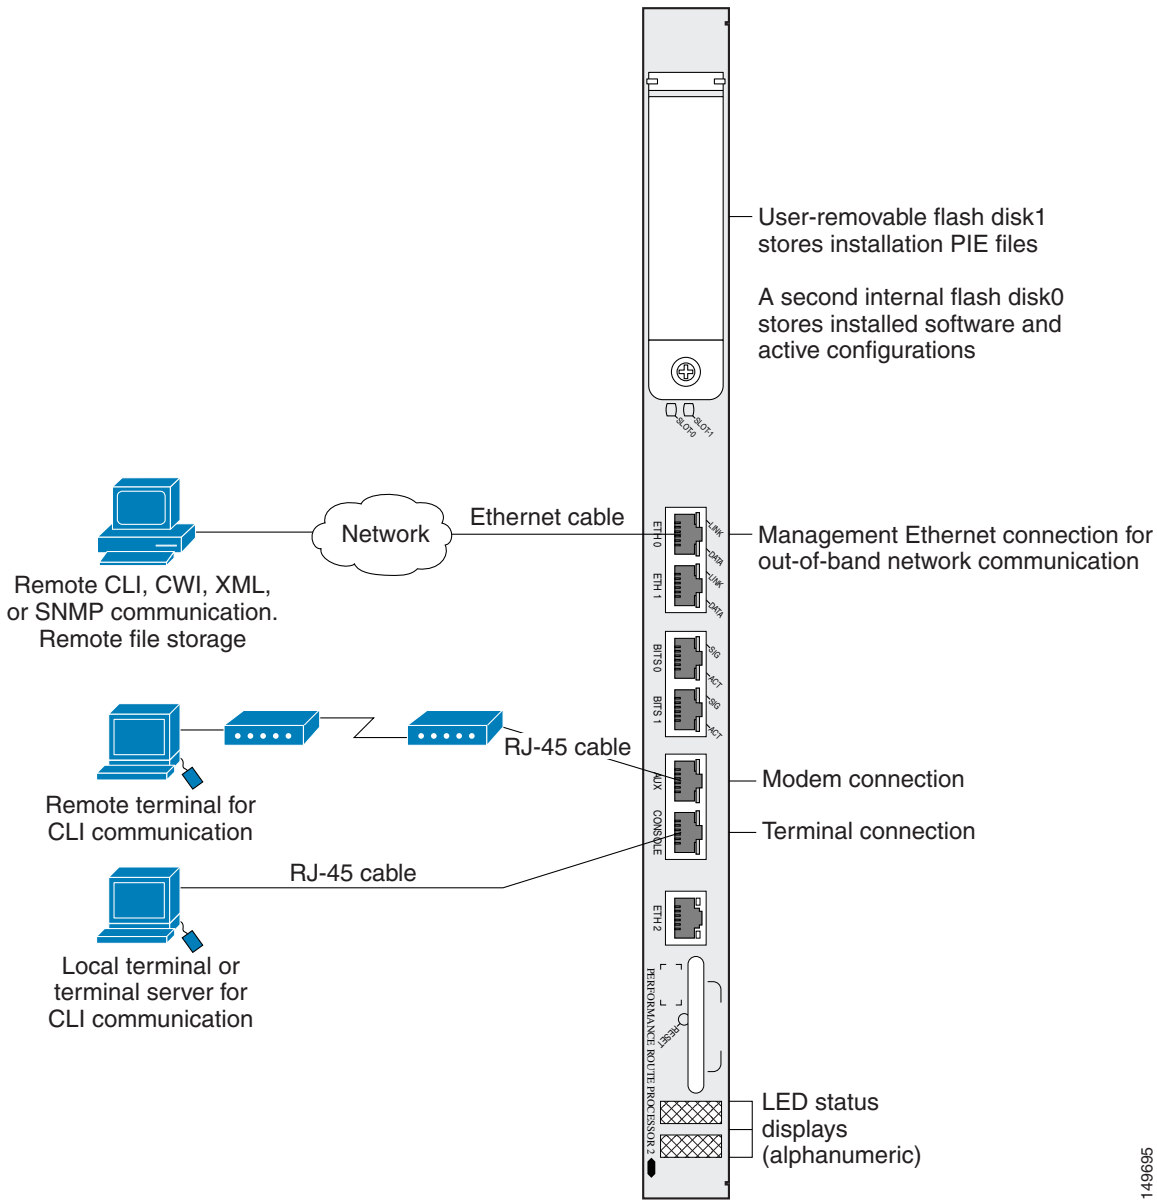 User-removable flash disk1
stores installation PIE files
A second internal flash disk0
stores installed software and
active configurations
SLOT-0
SLOT-1
Ethernet cable
Network
Remote CLI, CWI, XML,
or SNMP communication.
Remote file storage
ETH 0
LINK
DATA
Management Ethernet connection for
out-of-band network communication
ETH 1
LINK
DATA
BITS 0
SIG
ACT
BITS 1
SIG
ACT
RJ-45 cable
AUX
Modem connection
Remote terminal for
CLI communication
CONSOLE
Terminal connection
RJ-45 cable
ETH 2
Local terminal or
terminal server for
CLI communication
RESET
PERFORMANCE ROUTE PROCESSOR 2
LED status
displays
(alphanumeric)
149695